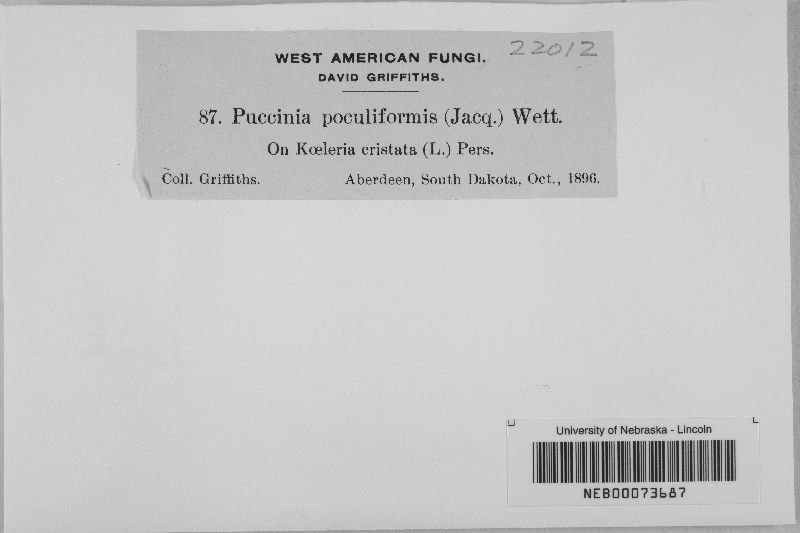 WEST AMERICAN FUNGI. 22012
DAVID GRIFFITHS.
87. Puccinia poculiformis (Jacq.) Wett.
On Kœleria cristata (L.) Pers.
Coll. Griffiths. Aberdeen, South Dakota, Oct., 1896.
University of Nebraska - Lincoln
NEB00073687